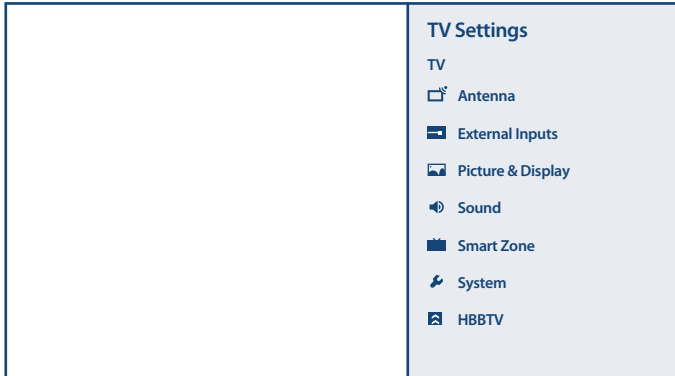 TV Settings
TV
Antenna
External Inputs
Picture & Display
Sound
Smart Zone
System
HBBTV